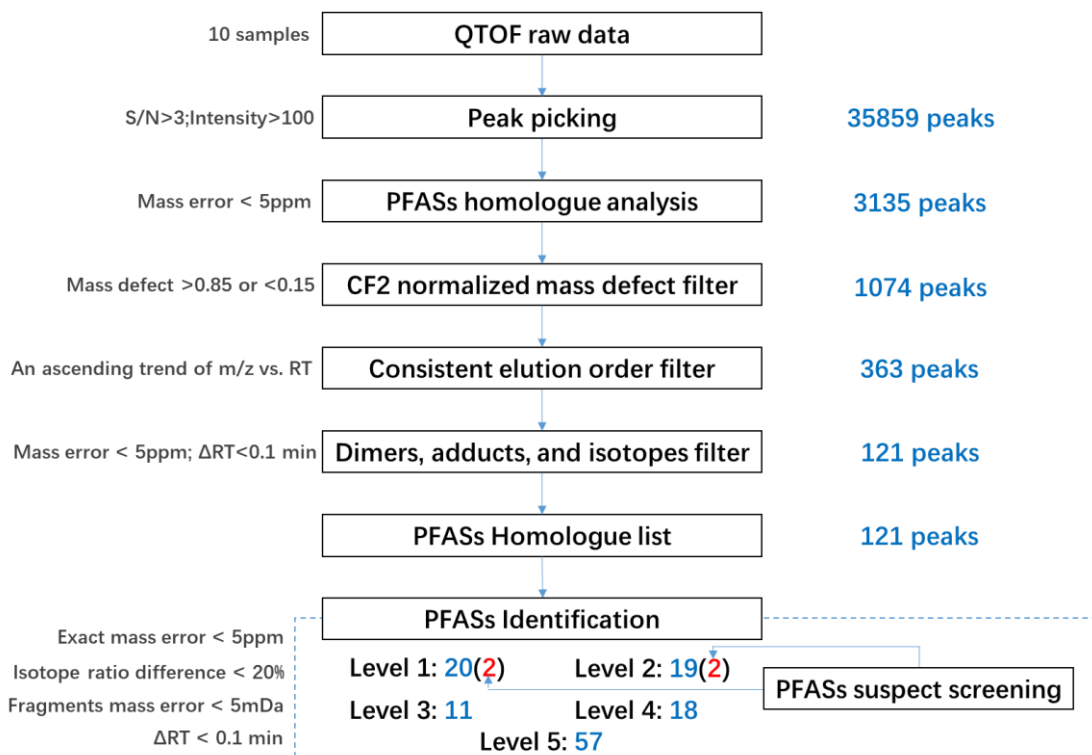 10 samples
QTOF raw data
S/N>3;Intensity>100
Peak picking
35859 peaks
Mass error < 5ppm
PFASs homologue analysis
3135 peaks
Mass defect >0.85 or <0.15
CF2 normalized mass defect filter
1074 peaks
An ascending trend of m/z vs. RT
Consistent elution order filter
363 peaks
Mass error < 5ppm; ΔRT<0.1 min
Dimers, adducts, and isotopes filter
121 peaks
PFASs Homologue list
121 peaks
PFASs Identification
Exact mass error < 5ppm
Isotope ratio difference < 20%
Fragments mass error < 5mDa
ΔRT < 0.1 min
Level 1: 20(2)
Level 2: 19(2)
Level 3: 11
Level 4: 18
Level 5: 57
PFASs suspect screening